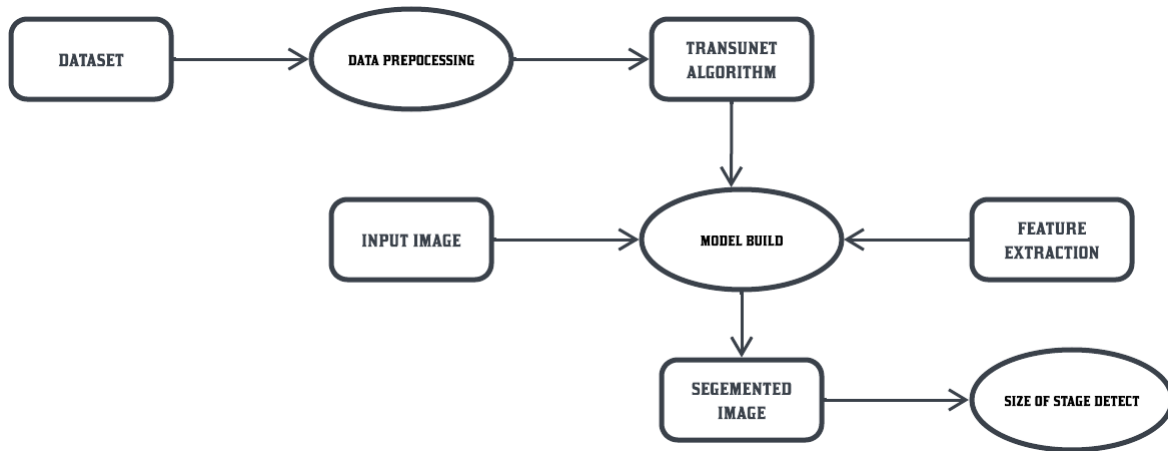 DATASET
DATA PREPOCESSING
TRANSUNET
ALGORITHM
INPUT IMAGE
MODEL BUILD
FEATURE
EXTRACTION
SEGEMENTED
IMAGE
SIZE OF STAGE DETECT